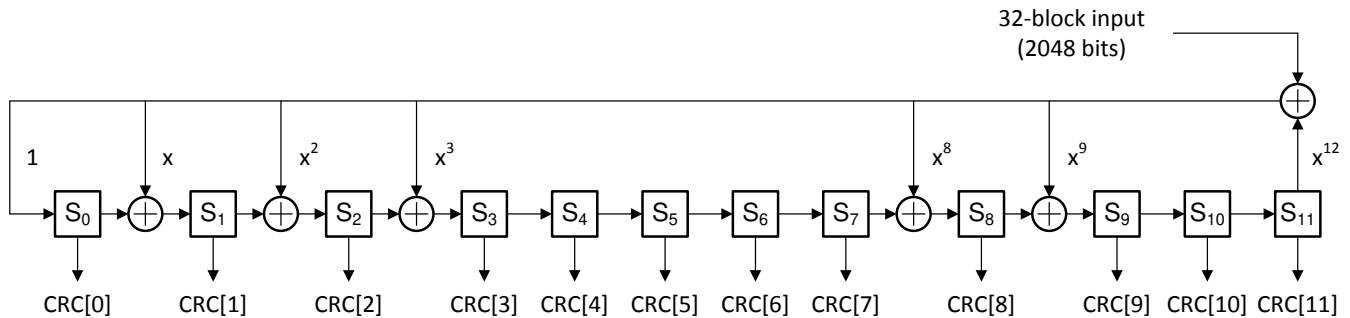 32-block input
(2048 bits)
1 x x² x³ x⁸ x⁹ x¹²
S₀ S₁ S₂ S₃ S₄ S₅ S₆ S₇ S₈ S₉ S₁₀ S₁₁
CRC[0] CRC[1] CRC[2] CRC[3] CRC[4] CRC[5] CRC[6] CRC[7] CRC[8] CRC[9] CRC[10] CRC[11]